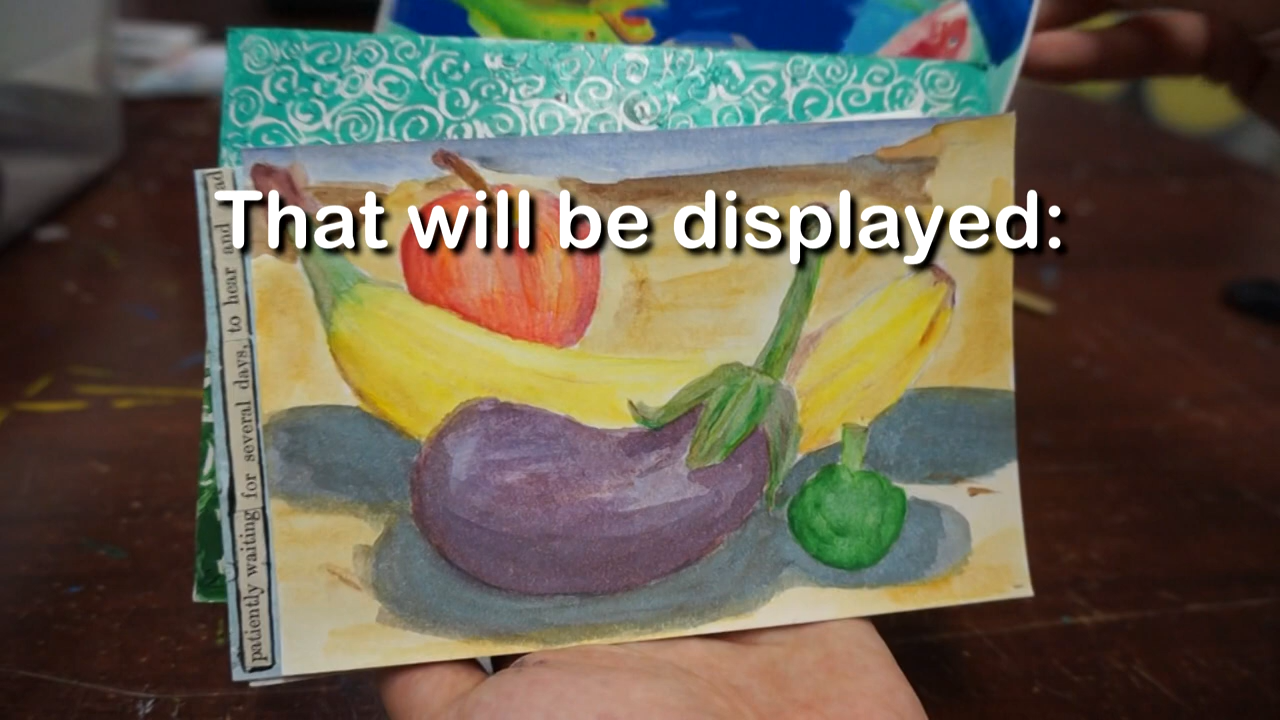 That will be displayed:
patiently waiting for several days, to hear and